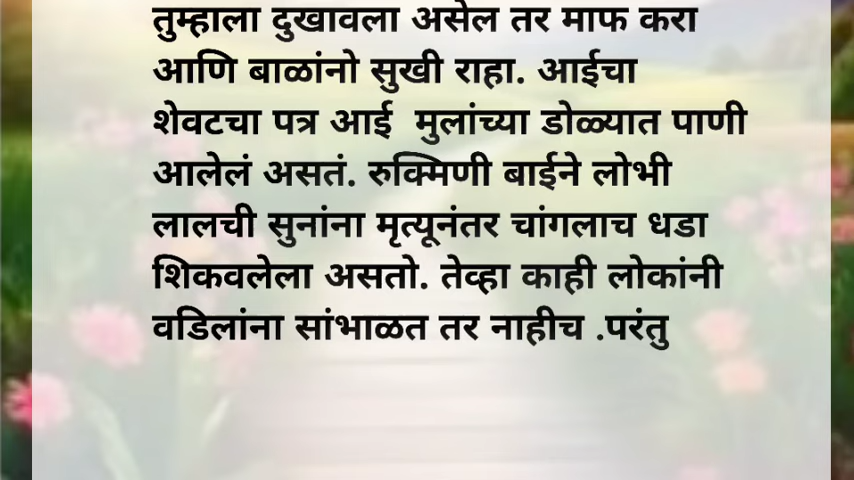 तुम्हाला दुखावला असेल तर माफ करा
आणि बाळांनो सुखी राहा. आईचा
शेवटचा पत्र आई  मुलांच्या डोळ्यात पाणी
आलेलं असतं. रुक्मिणी बाईने लोभी
लालची सुनांना मृत्यूनंतर चांगलाच धडा
शिकवलेला असतो. तेव्हा काही लोकांनी
वडिलांना सांभाळत तर नाहीच .परंतु